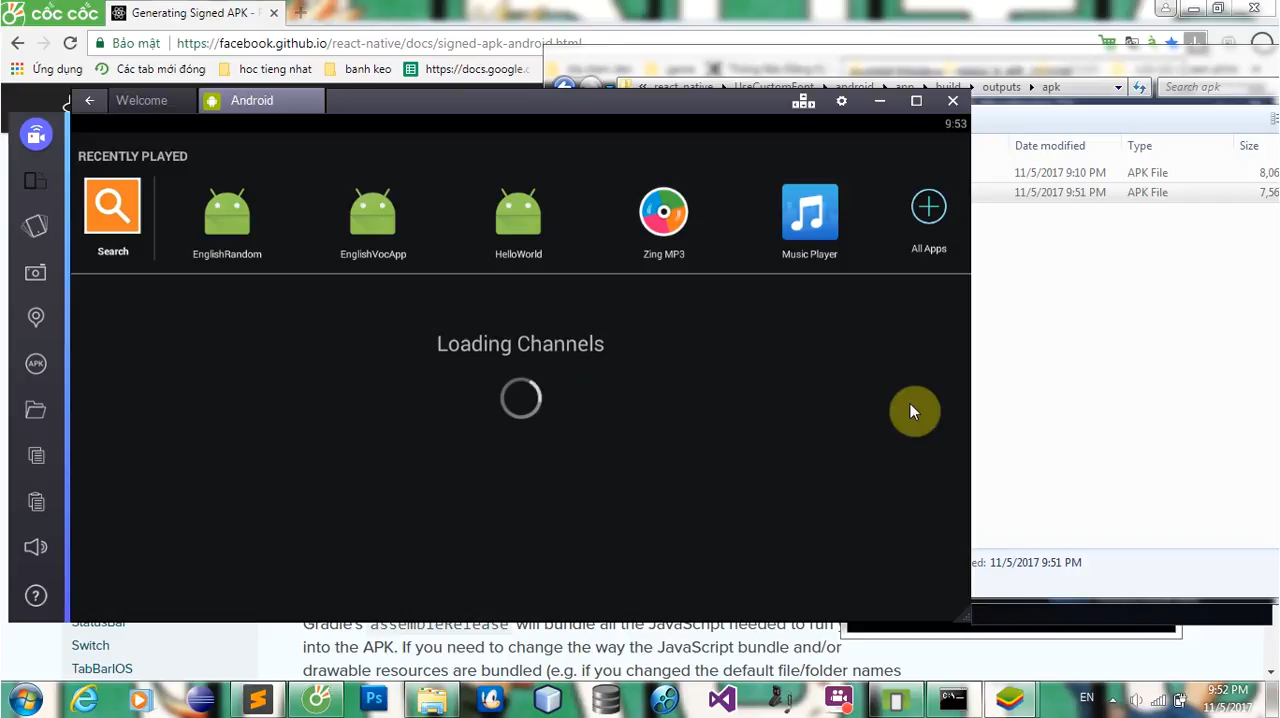 cốc cốc
Generating Signed APK -
Bảo mật
https://facebook.github.io/react-native/docs/signed-apk-android.html
Ứng dụng
Các tab mới đóng
hoc tieng nhat
banh keo
https://docs.google.c
react_native
UseCustomFont
android
app
build
outputs
apk
Search apk
Welcome
Android
9:53
Date modified
Type
Size
RECENTLY PLAYED
11/5/2017 9:10 PM
APK File
8,06
11/5/2017 9:51 PM
APK File
7,56
Search
EnglishRandom
EnglishVocApp
HelloWorld
Zing MP3
Music Player
All Apps
Loading Channels
APK
ed: 11/5/2017 9:51 PM
StatusBar
Switch
TabBarIOS
Gradle's assembleRelease will bundle all the JavaScript needed to run
into the APK. If you need to change the way the JavaScript bundle and/or
drawable resources are bundled (e.g. if you changed the default file/folder names
EN
9:52 PM
11/5/2017